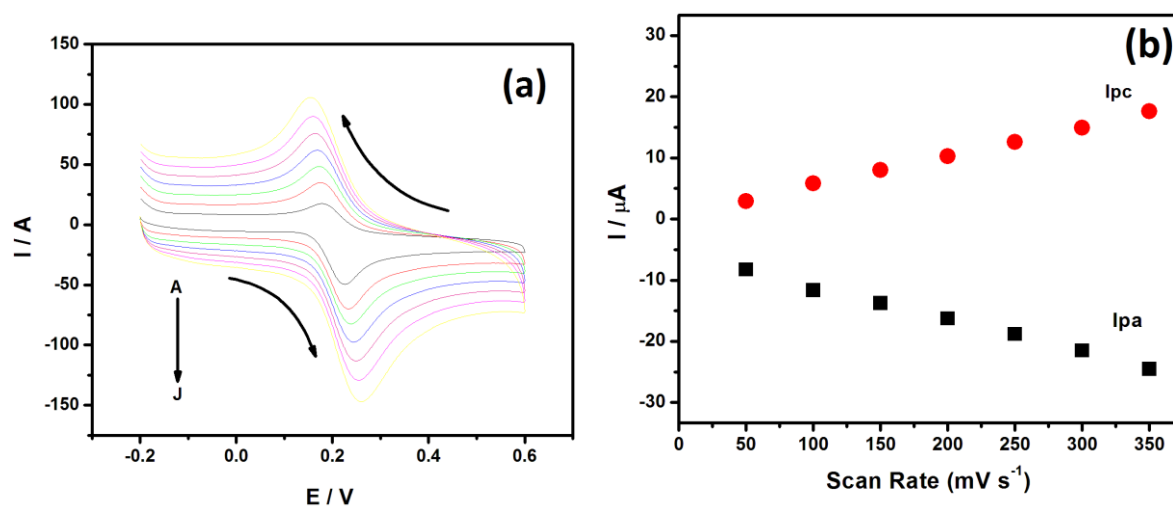 (a)
150
100
50
0
-50
-100
-150
I / A
A
J
-0.2 0.0 0.2 0.4 0.6
E / V
(b)
30
20
10
0
-10
-20
-30
I / µA
Ipc
Ipa
0 50 100 150 200 250 300 350
Scan Rate (mV s⁻¹)